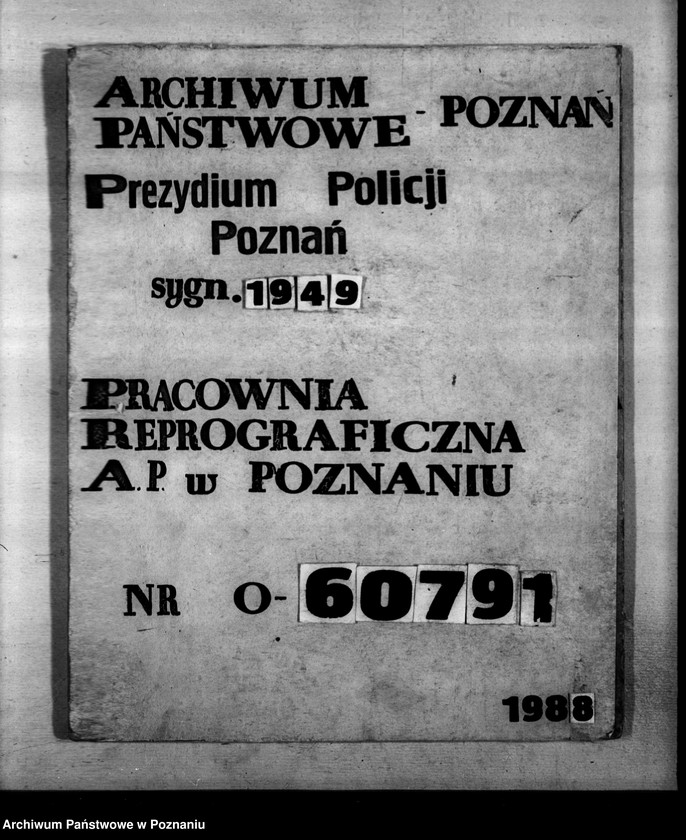 ARCHIWUM
PAŃSTWOWE - POZNAŃ
Prezydium Policji
Poznań
sygn. 1949
PRACOWNIA
REPROGRAFICZNA
A.P. w POZNANIU
NR O-60791
1988
Archiwum Państwowe w Poznaniu